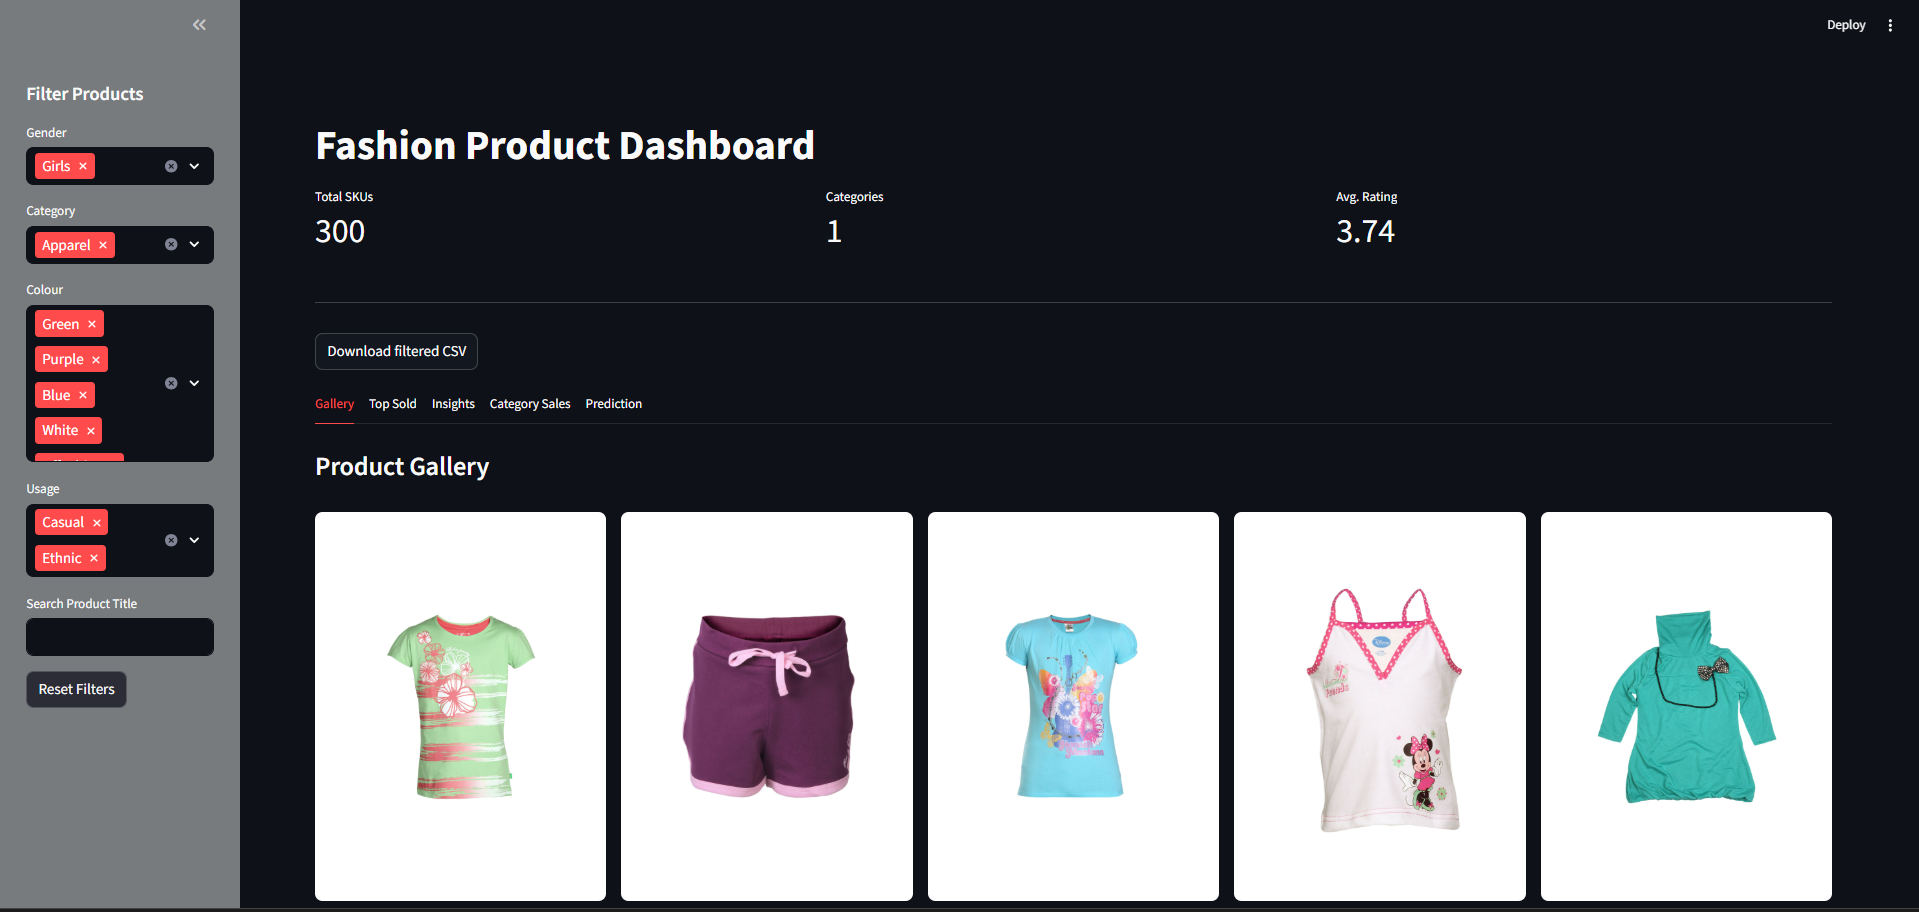 Deploy
Filter Products
Gender
Girls
Category
Apparel
Colour
Green
Purple
Blue
White
Usage
Casual
Ethnic
Search Product Title
Reset Filters
Fashion Product Dashboard
Total SKUs
Categories
Avg. Rating
300
1
3.74
Download filtered CSV
Gallery Top Sold Insights Category Sales Prediction
Product Gallery